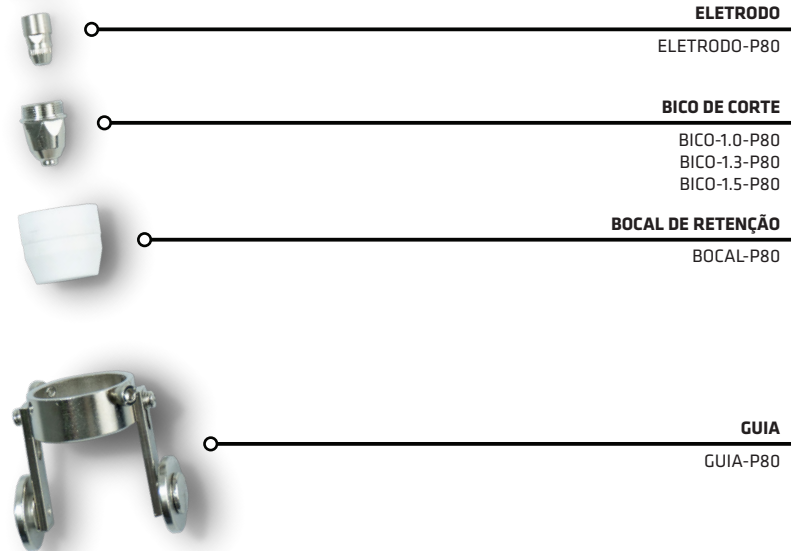 ELETRODO
ELETRODO-P80
BICO DE CORTE
BICO-1.0-P80
BICO-1.3-P80
BICO-1.5-P80
BOCAL DE RETENÇÃO
BOCAL-P80
GUIA
GUIA-P80